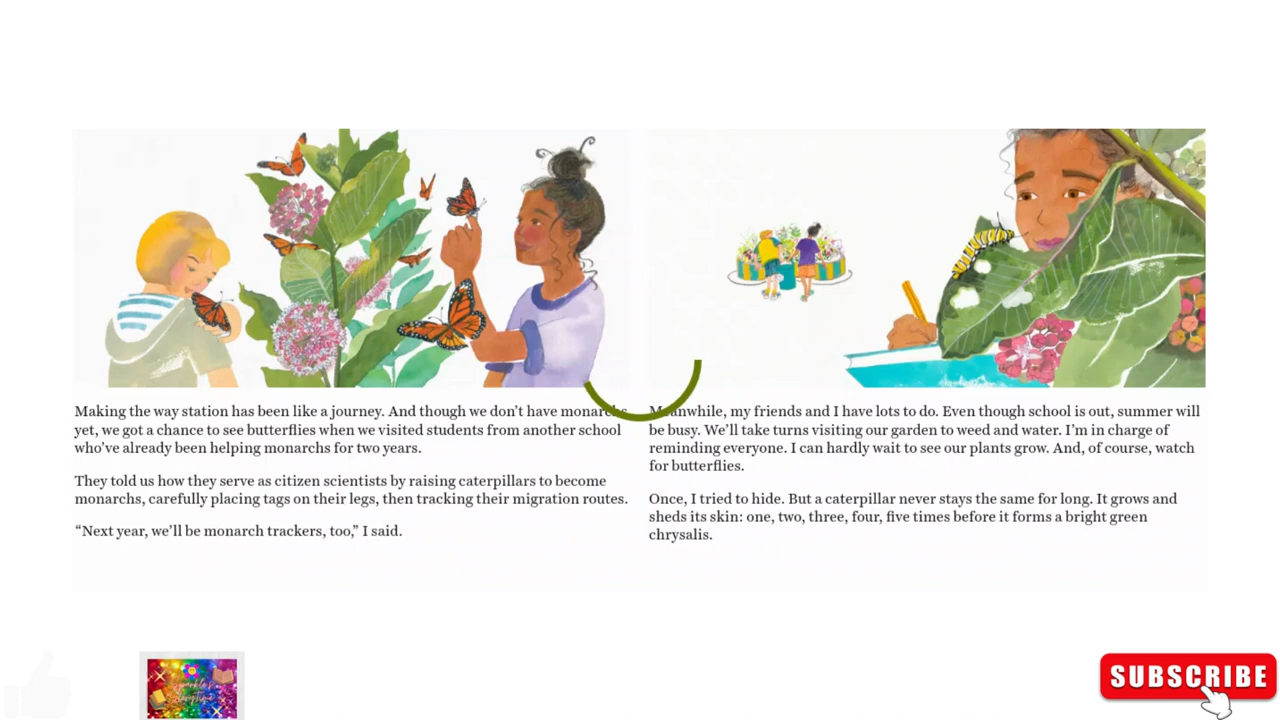 Making the way station has been like a journey. And though we don't have monarchs
yet, we got a chance to see butterflies when we visited students from another school
who've already been helping monarchs for two years.
They told us how they serve as citizen scientists by raising caterpillars to become
monarchs, carefully placing tags on their legs, then tracking their migration routes.
“Next year, we'll be monarch trackers, too,” I said.
Meanwhile, my friends and I have lots to do. Even though school is out, summer will
be busy. We'll take turns visiting our garden to weed and water. I'm in charge of
reminding everyone. I can hardly wait to see our plants grow. And, of course, watch
for butterflies.
Once, I tried to hide. But a caterpillar never stays the same for long. It grows and
sheds its skin: one, two, three, four, five times before it forms a bright green
chrysalis.
SUBSCRIBE